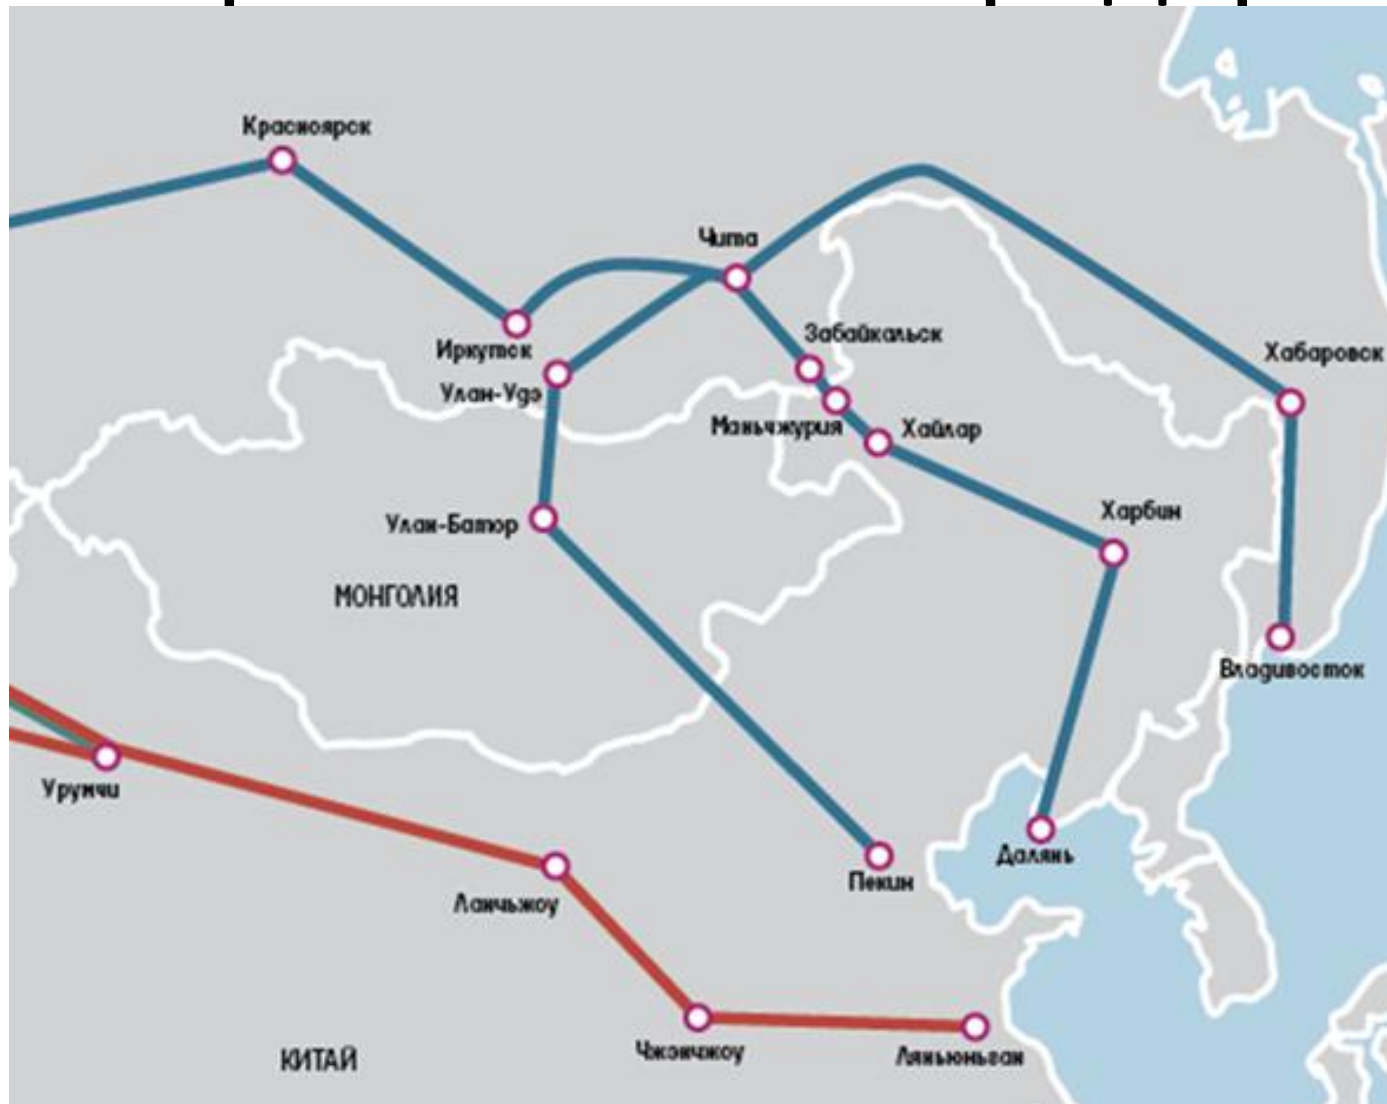 Красноярск
Чита
Иркутск
Забайкальск
Хабаровск
Улан-Удэ
Маньчжурия
Хайлар
Харбин
Улан-Батор
МОНГОЛИЯ
Владивосток
Урумчи
Далянь
Пекин
Ланчьжоу
Чжэнчжоу
Ляньюньган
КИТАЙ